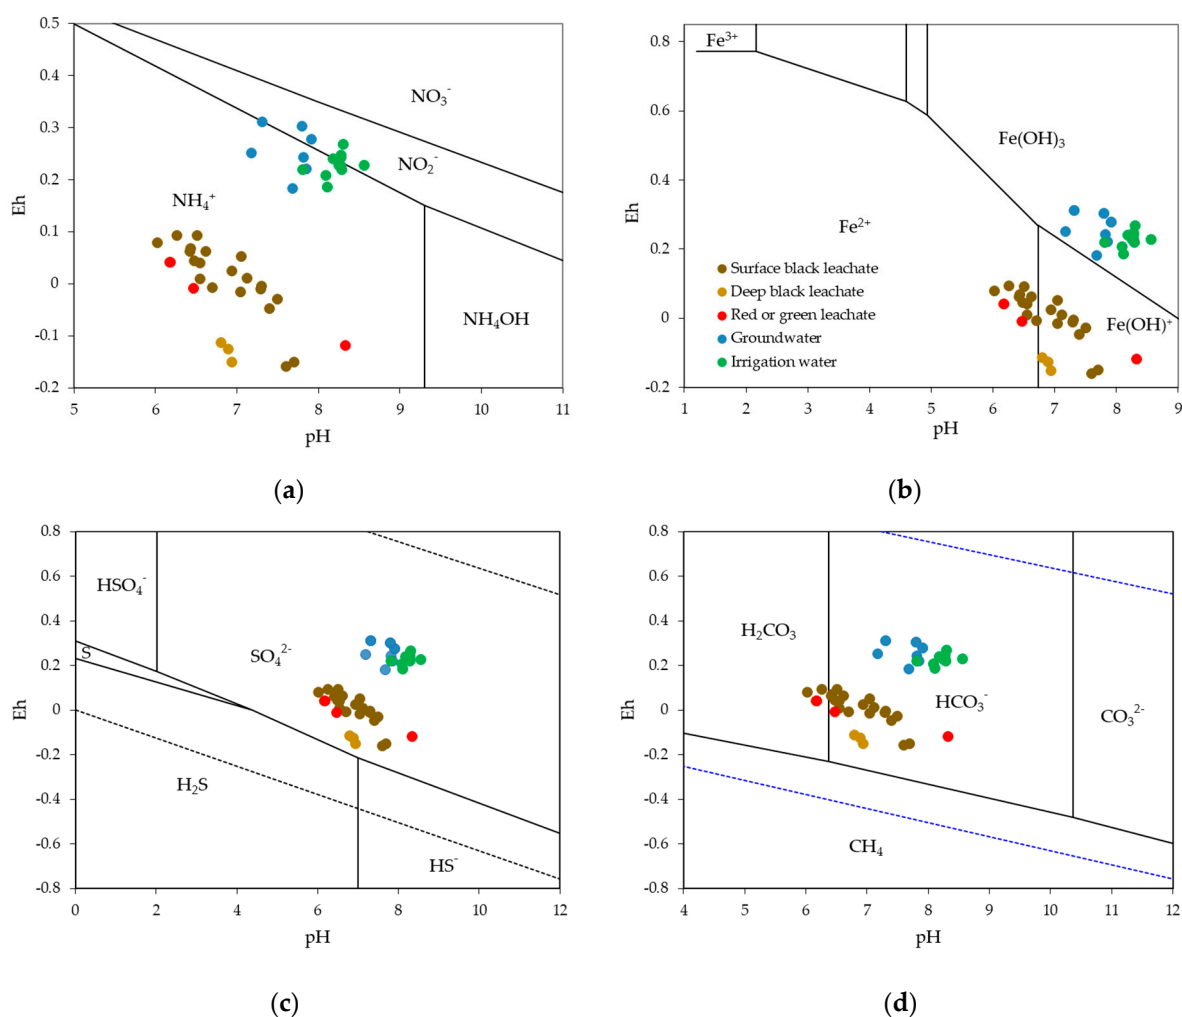 0.5
0.4
0.3
0.2
0.1
0
-0.1
-0.2
Eh
NO₃⁻
NO₂⁻
NH₄⁺
NH₄OH
5 6 7 8 9 10 11
pH
(a)
0.8
0.6
0.4
0.2
0
-0.2
Eh
Fe³⁺
Fe(OH)₃
Fe²⁺
Fe(OH)⁺
Surface black leachate
Deep black leachate
Red or green leachate
Groundwater
Irrigation water
1 2 3 4 5 6 7 8 9
pH
(b)
0.8
0.6
0.4
0.2
0
-0.2
-0.4
-0.6
-0.8
Eh
HSO₄⁻
S
SO₄²⁻
H₂S
HS⁻
0 2 4 6 8 10 12
pH
(c)
0.8
0.6
0.4
0.2
0
-0.2
-0.4
-0.6
-0.8
Eh
H₂CO₃
HCO₃⁻
CO₃²⁻
CH₄
4 5 6 7 8 9 10 11 12
pH
(d)